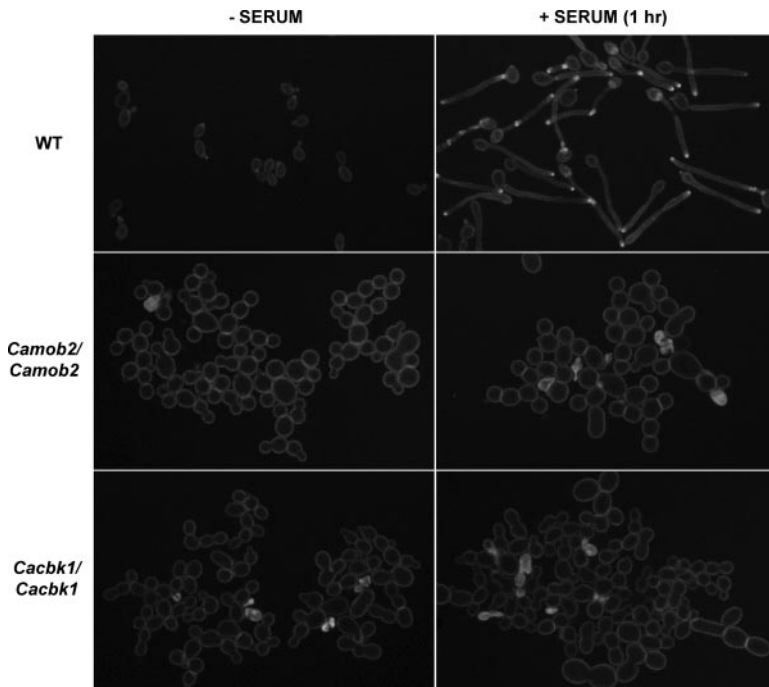 - SERUM
+ SERUM (1 hr)
WT
Camob2/
Camob2
Cacbk1/
Cacbk1